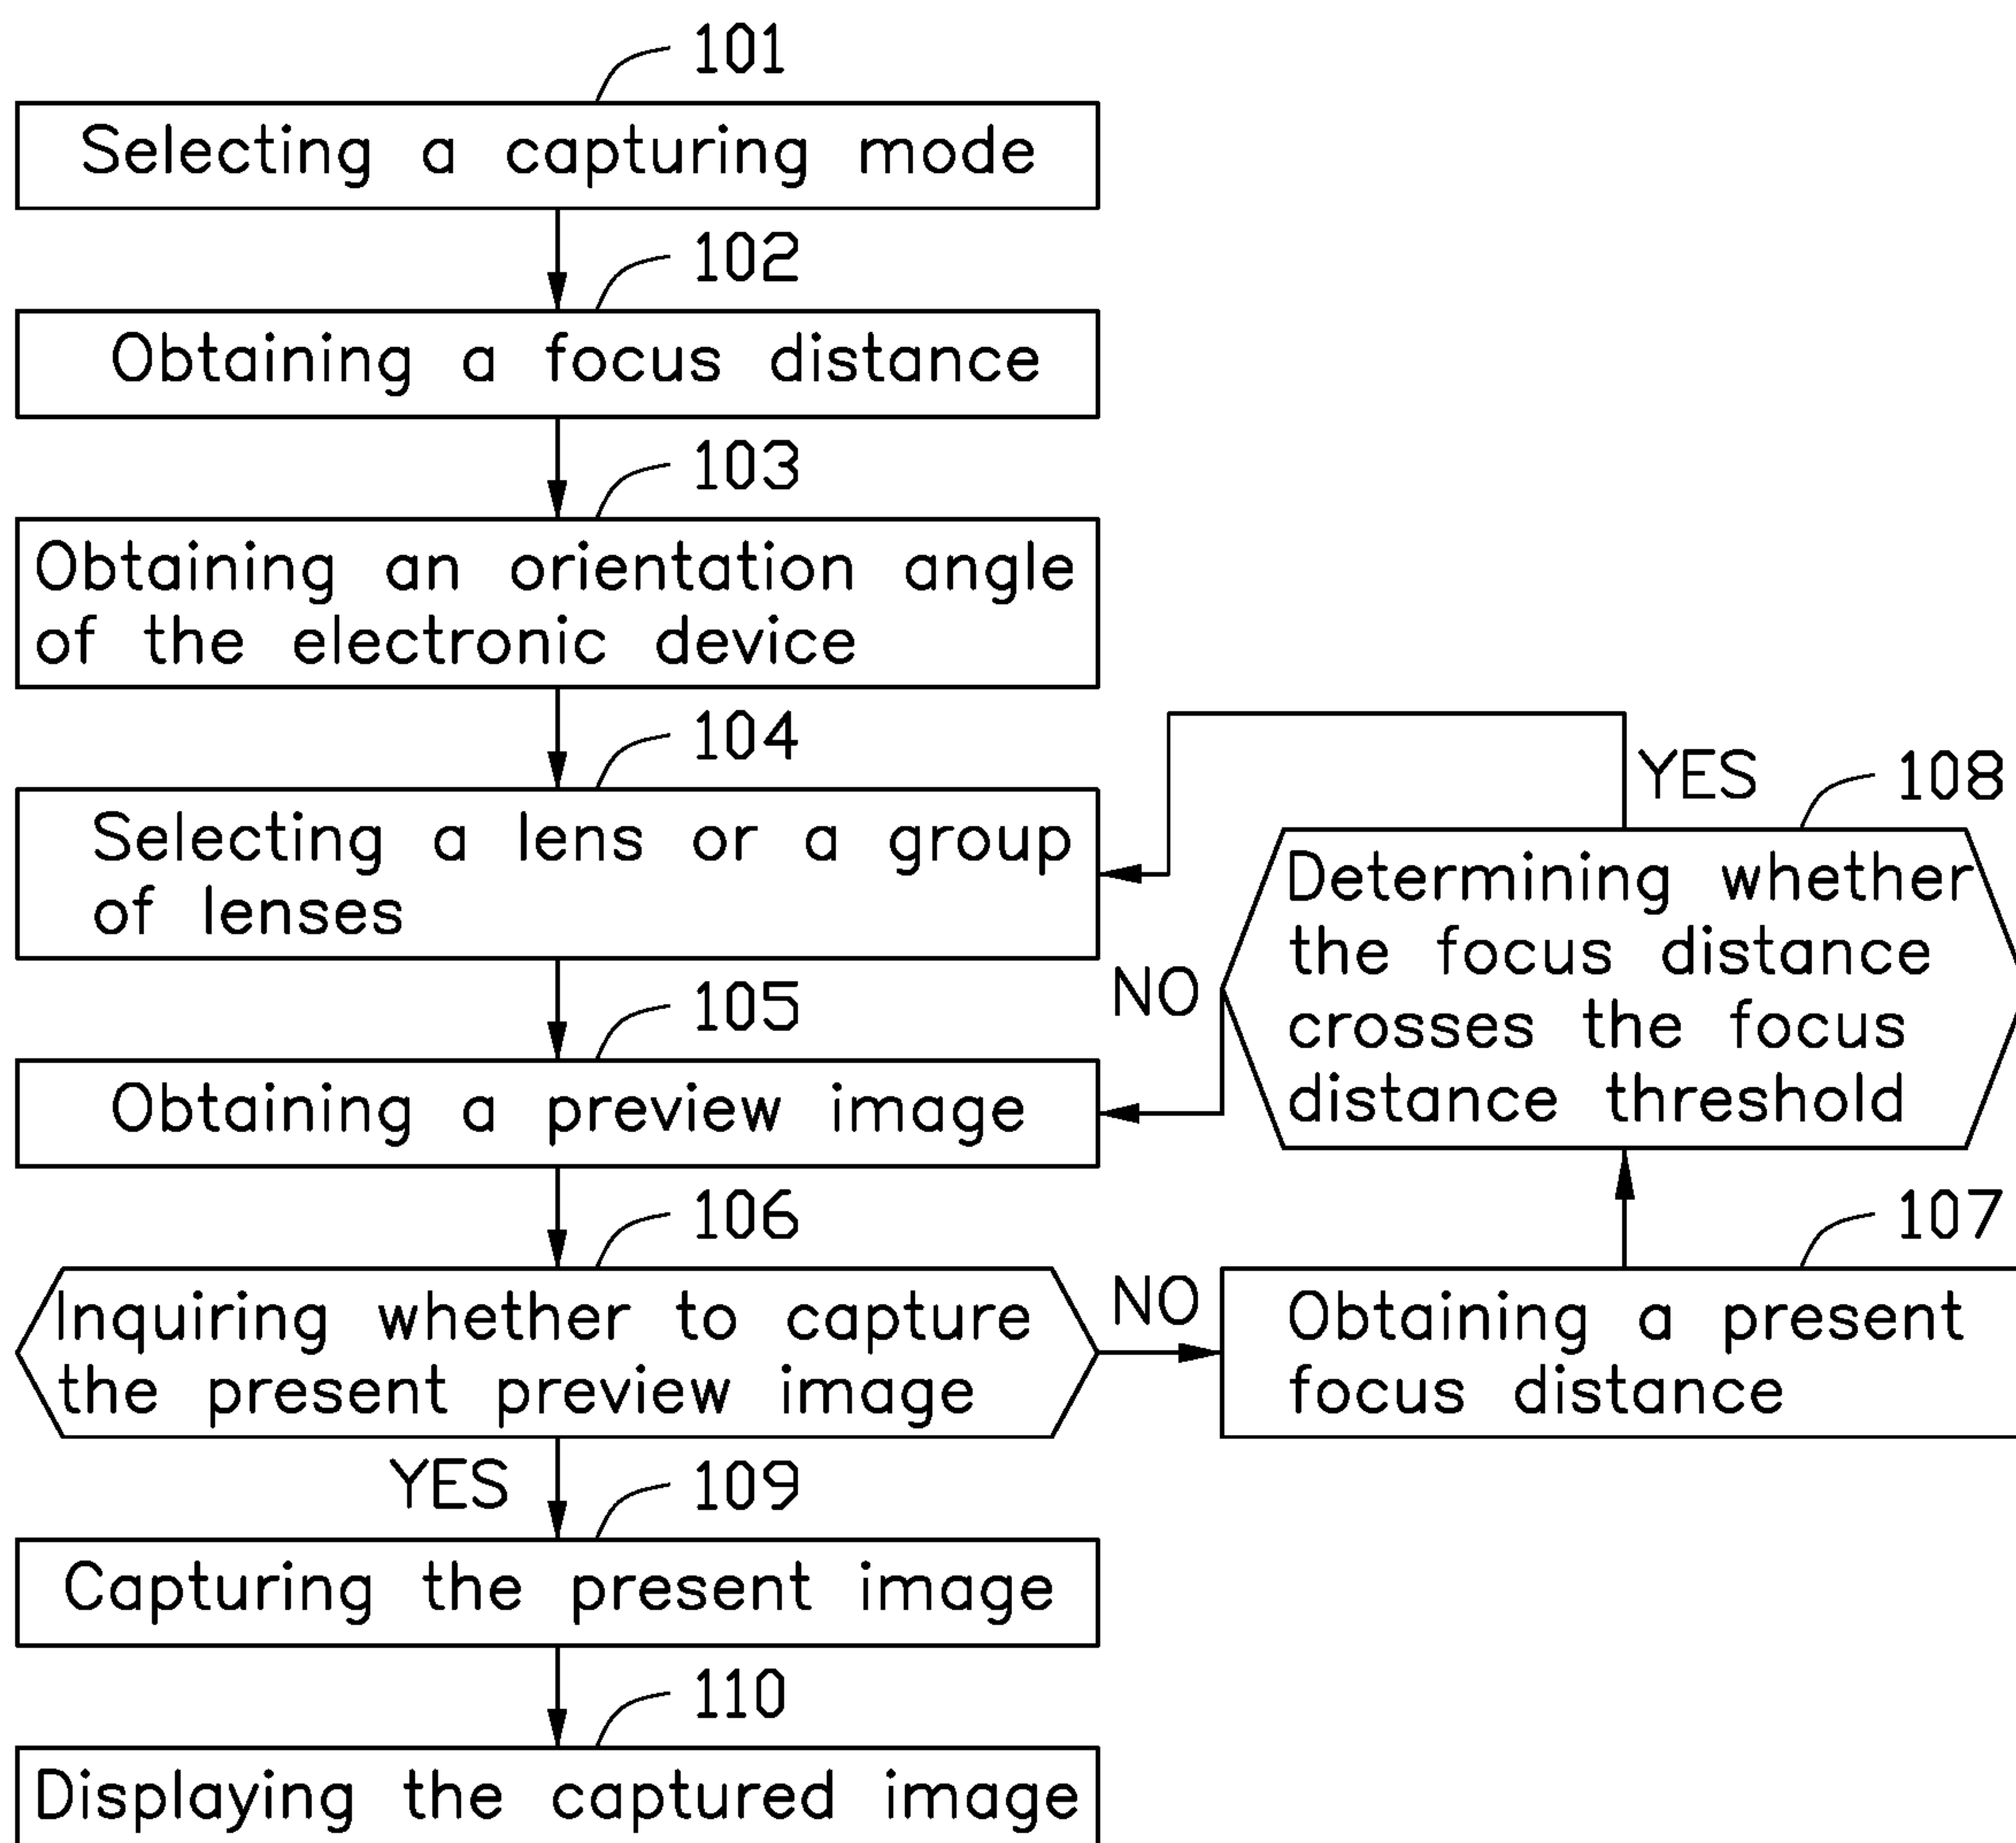 101
Selecting a capturing mode
102
Obtaining a focus distance
103
Obtaining an orientation angle
of the electronic device
104
Selecting a lens or a group
of lenses
105
Obtaining a preview image
106
Inquiring whether to capture
the present preview image
NO
107
Obtaining a present
focus distance
108
Determining whether
the focus distance
crosses the focus
distance threshold
YES
NO
YES
109
Capturing the present image
110
Displaying the captured image